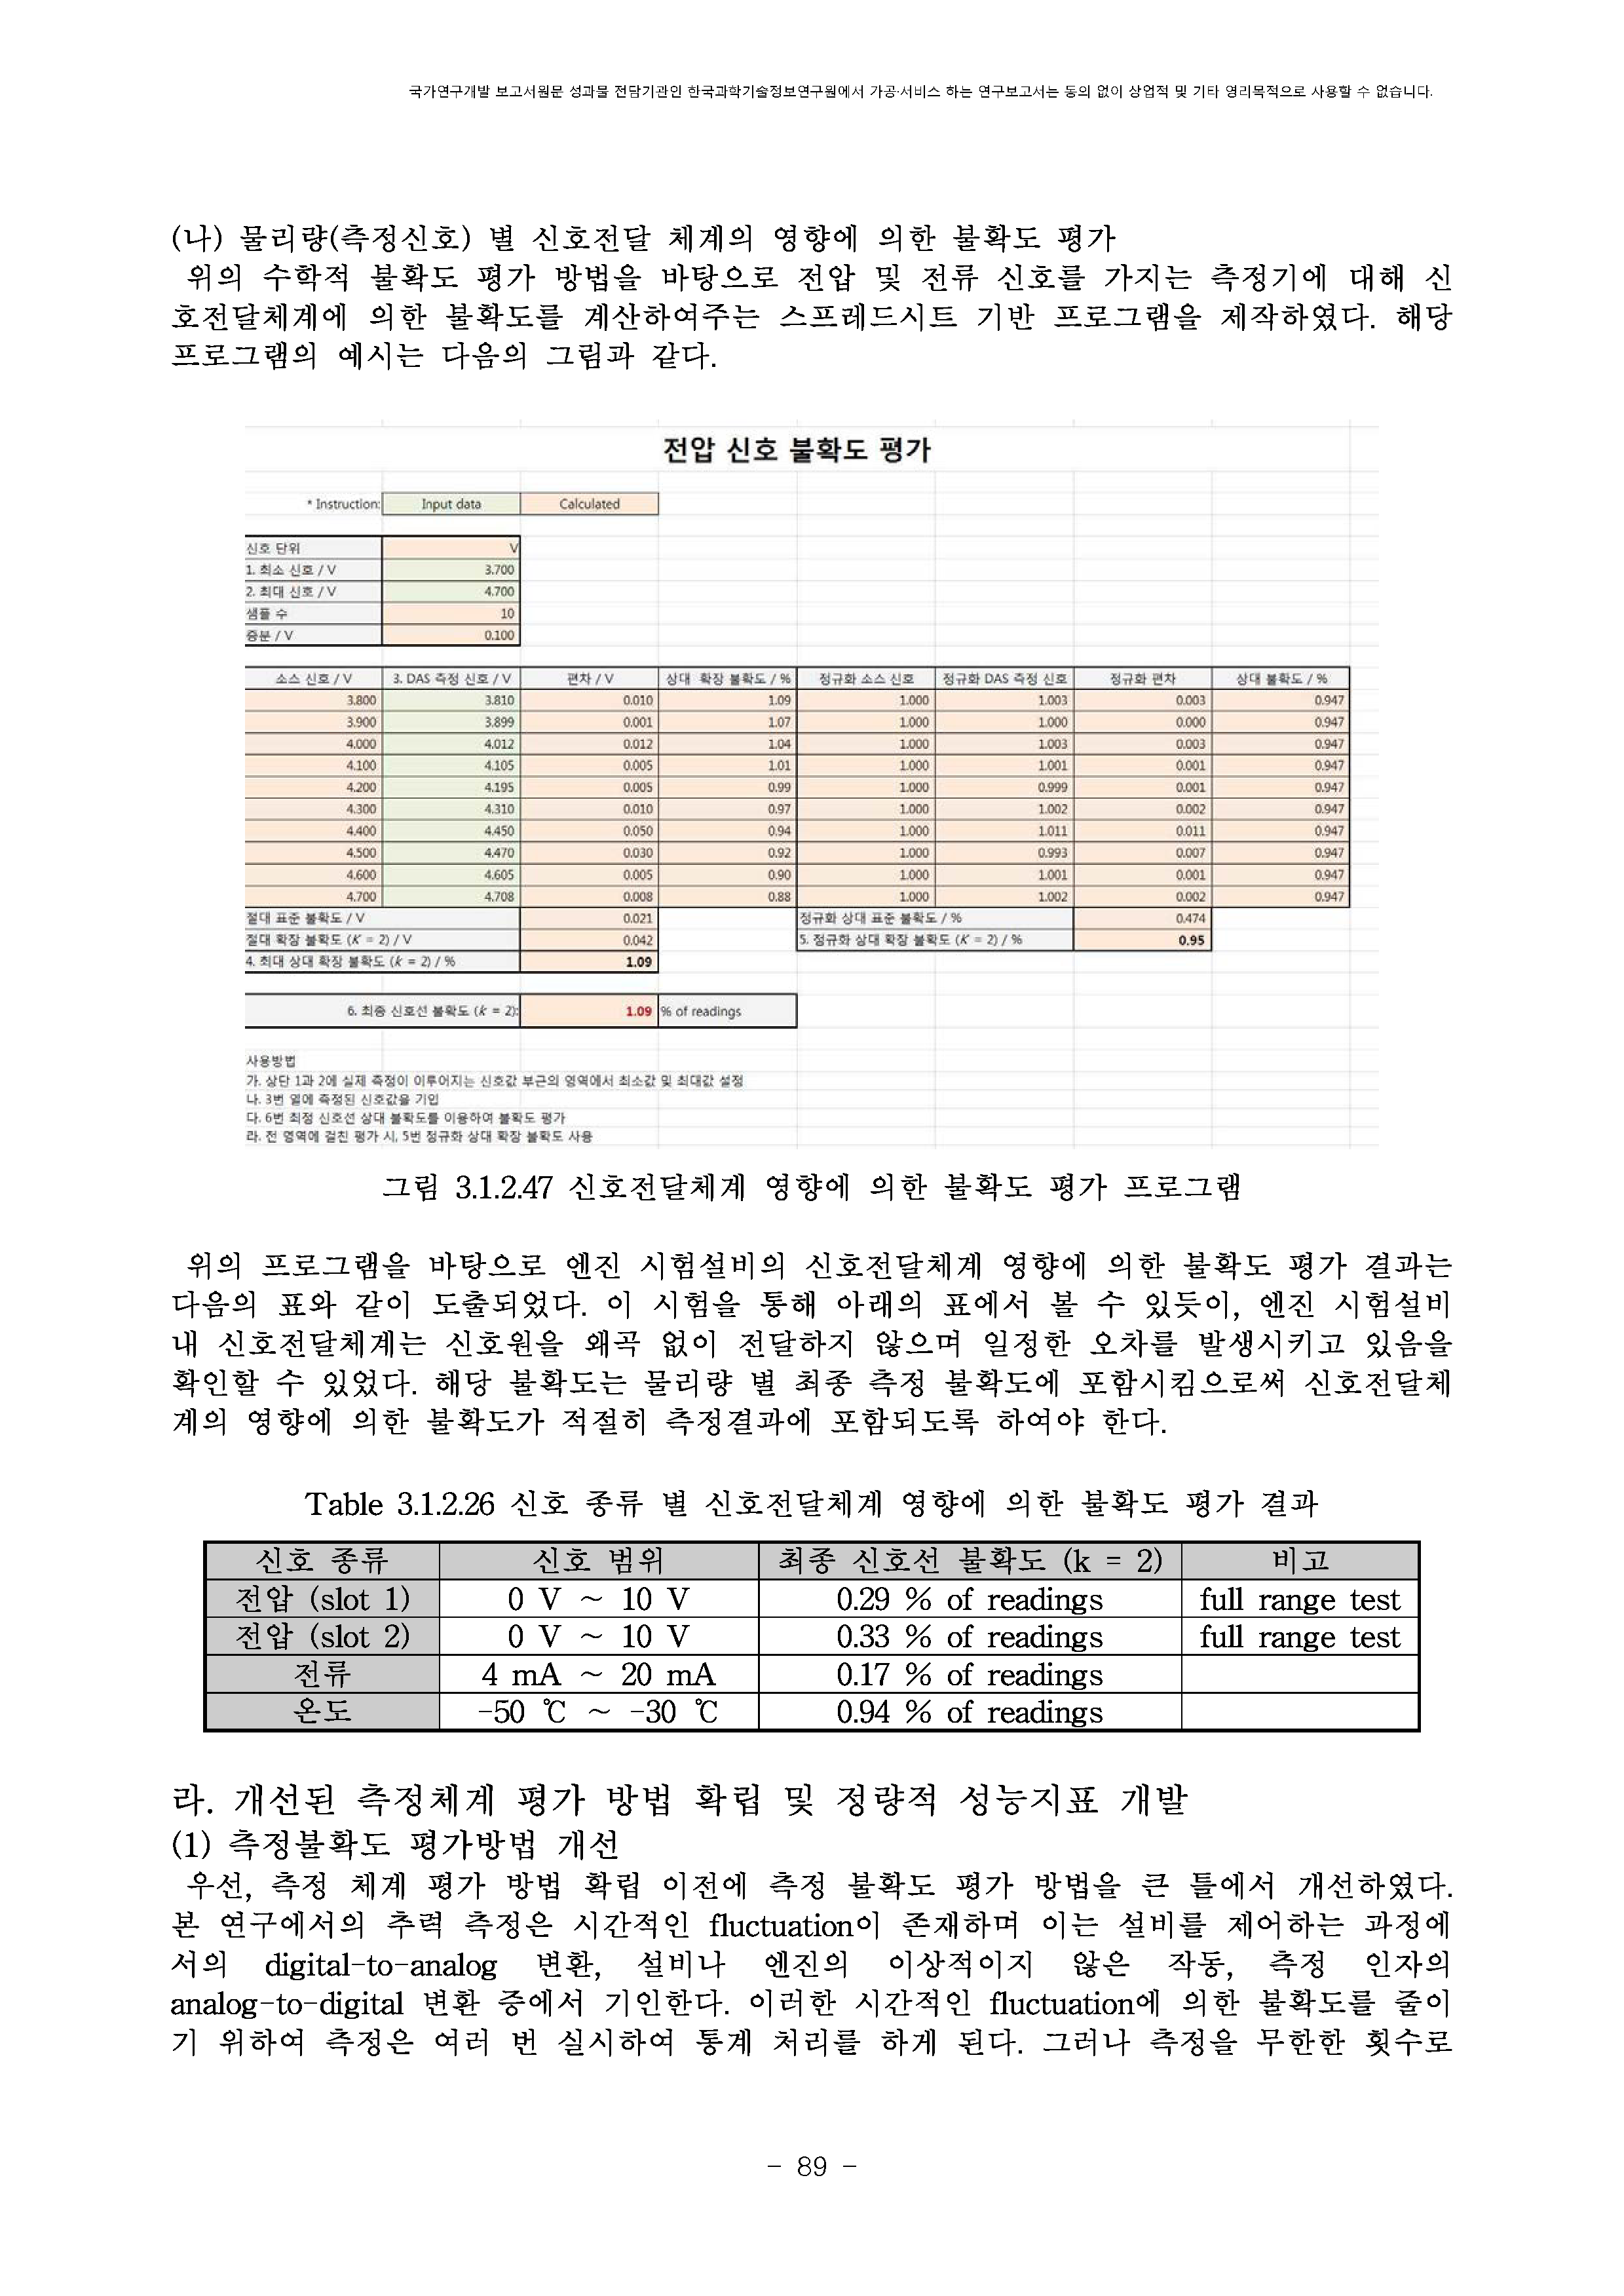 국가연구개발 보고서원문 성과물 전담기관인 한국과학기술정보연구원에서 가공·서비스 하는 연구보고서는 동의 없이 상업적 및 기타 영리목적으로 사용할 수 없습니다.
(나) 물리량(측정신호) 별 신호전달 체계의 영향에 의한 불확도 평가
위의 수학적 불확도 평가 방법을 바탕으로 전압 및 전류 신호를 가지는 측정기에 대해 신
호전달체계에 의한 불확도를 계산하여주는 스프레드시트 기반 프로그램을 제작하였다. 해당
프로그램의 예시는 다음의 그림과 같다.
전압 신호 불확도 평가
* Instruction: Input data Calculated
신호 단위 V
1. 최소 신호 / V 3.700
2. 최대 신호 / V 4.700
샘플 수 10
증분 / V 0.100
소스 신호 / V 3. DAS 측정 신호 / V 편차 / V 상대 확장 불확도 / % 정규화 소스 신호 정규화 DAS 측정 신호 정규화 편차 상대 불확도 / %
3.800 3.810 0.010 1.09 1.000 1.003 0.003 0.947
3.900 3.899 0.001 1.07 1.000 1.000 0.000 0.947
4.000 4.012 0.012 1.04 1.000 1.003 0.003 0.947
4.100 4.105 0.005 1.01 1.000 1.001 0.001 0.947
4.200 4.195 0.005 0.99 1.000 0.999 0.001 0.947
4.300 4.310 0.010 0.97 1.000 1.002 0.002 0.947
4.400 4.450 0.050 0.94 1.000 1.011 0.011 0.947
4.500 4.470 0.030 0.92 1.000 0.993 0.007 0.947
4.600 4.605 0.005 0.90 1.000 1.001 0.001 0.947
4.700 4.708 0.008 0.88 1.000 1.002 0.002 0.947
절대 표준 불확도 / V 0.021 정규화 상대 표준 불확도 / % 0.474
절대 확장 불확도 (K = 2) / V 0.042 5. 정규화 상대 확장 불확도 (K = 2) / % 0.95
4. 최대 상대 확장 불확도 (k = 2) / % 1.09
6. 최종 신호선 불확도 (k = 2): 1.09 % of readings
사용방법
가. 상단 1과 2에 실제 측정이 이루어지는 신호값 부근의 영역에서 최소값 및 최대값 설정
나. 3번 열에 측정된 신호값을 기입
다. 6번 최정 신호선 상대 불확도를 이용하여 불확도 평가
라. 전 영역에 걸친 평가 시, 5번 정규화 상대 확장 불확도 사용
그림 3.1.2.47 신호전달체계 영향에 의한 불확도 평가 프로그램
위의 프로그램을 바탕으로 엔진 시험설비의 신호전달체계 영향에 의한 불확도 평가 결과는
다음의 표와 같이 도출되었다. 이 시험을 통해 아래의 표에서 볼 수 있듯이, 엔진 시험설비
내 신호전달체계는 신호원을 왜곡 없이 전달하지 않으며 일정한 오차를 발생시키고 있음을
확인할 수 있었다. 해당 불확도는 물리량 별 최종 측정 불확도에 포함시킴으로써 신호전달체
계의 영향에 의한 불확도가 적절히 측정결과에 포함되도록 하여야 한다.
Table 3.1.2.26 신호 종류 별 신호전달체계 영향에 의한 불확도 평가 결과
신호 종류 신호 범위 최종 신호선 불확도 (k = 2) 비고
전압 (slot 1) 0 V ~ 10 V 0.29 % of readings full range test
전압 (slot 2) 0 V ~ 10 V 0.33 % of readings full range test
전류 4 mA ~ 20 mA 0.17 % of readings
온도 -50 ℃ ~ -30 ℃ 0.94 % of readings
라. 개선된 측정체계 평가 방법 확립 및 정량적 성능지표 개발
(1) 측정불확도 평가방법 개선
우선, 측정 체계 평가 방법 확립 이전에 측정 불확도 평가 방법을 큰 틀에서 개선하였다.
본 연구에서의 추력 측정은 시간적인 fluctuation이 존재하며 이는 설비를 제어하는 과정에
서의 digital-to-analog 변환, 설비나 엔진의 이상적이지 않은 작동, 측정 인자의
analog-to-digital 변환 중에서 기인한다. 이러한 시간적인 fluctuation에 의한 불확도를 줄이
기 위하여 측정은 여러 번 실시하여 통계 처리를 하게 된다. 그러나 측정을 무한한 횟수로
- 89 -